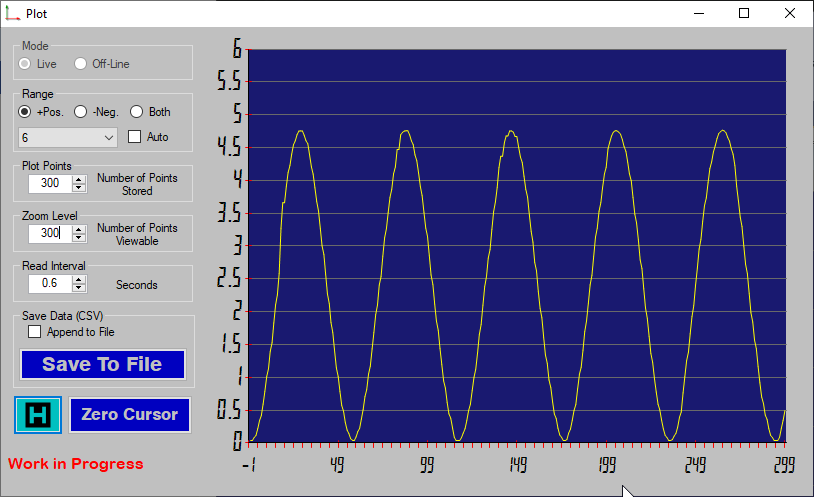 Plot
Mode
Live
Off-Line
Range
+Pos.
-Neg.
Both
6
Auto
Plot Points
300
Number of Points
Stored
Zoom Level
300
Number of Points
Viewable
Read Interval
0.6
Seconds
Save Data (CSV)
Append to File
Save To File
H
Zero Cursor
Work in Progress
6
5.5
5
4.5
4
3.5
3
2.5
2
1.5
1
0.5
0
-1 49 99 149 199 249 299